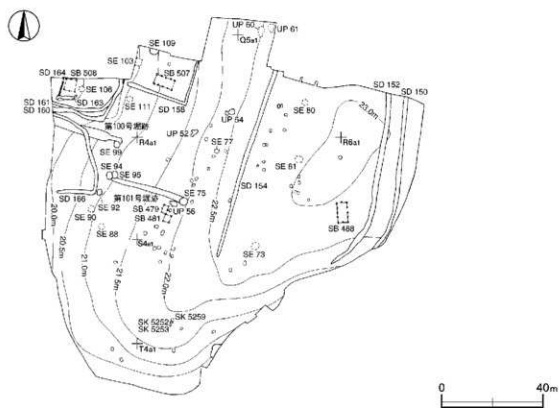 UP 60
UP 61
Q5a1
SE 109
SE 103
SD 164
SB 508
SB 507
SE 106
SD 152
SD 150
SD 161
SD 163
SD 160
SE 111
SD 158
SE 80
33.0m
第100号堀跡
UP 54
UP 52
R4a1
R6a1
SE 99
SE 77
SE 94
SE 95
SE 81
SE 75
SD 154
第101号堀跡
SD 166
SE 92
SB 479
UP 56
SE 90
SB 481
22.5m
SB 488
20.0m
SE 88
S4a1
SE 73
20.5m
21.0m
21.5m
22.0m
SK 5259
SK 5252
SK 5253
T4a1
0
40m